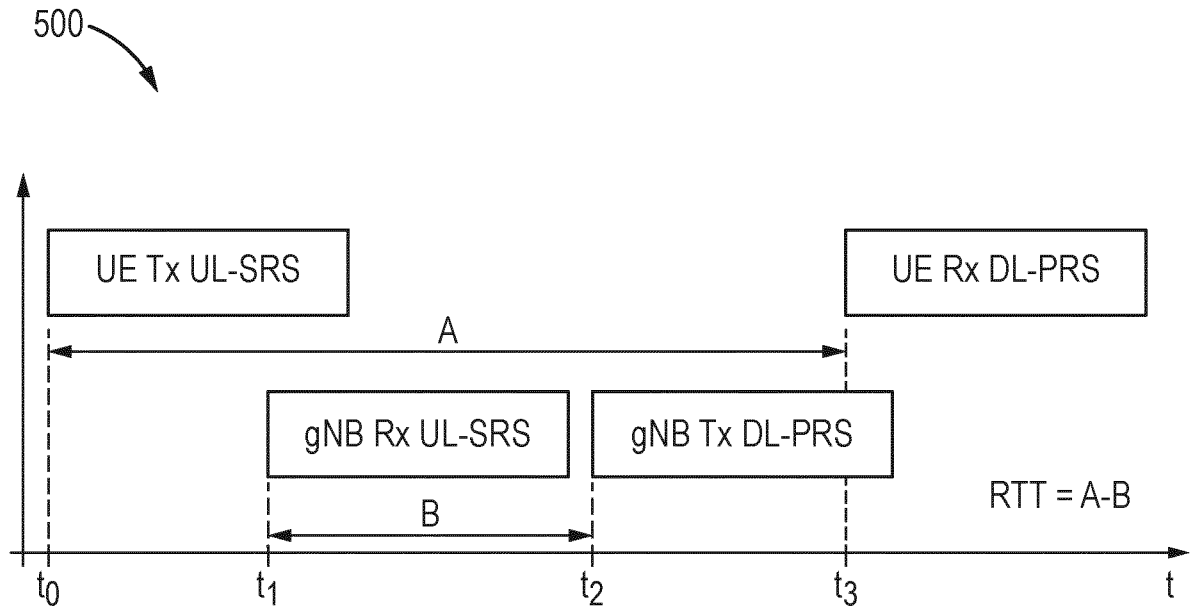 500
UE Tx UL-SRS
UE Rx DL-PRS
A
gNB Rx UL-SRS
gNB Tx DL-PRS
RTT = A-B
B
t0
t1
t2
t3
t